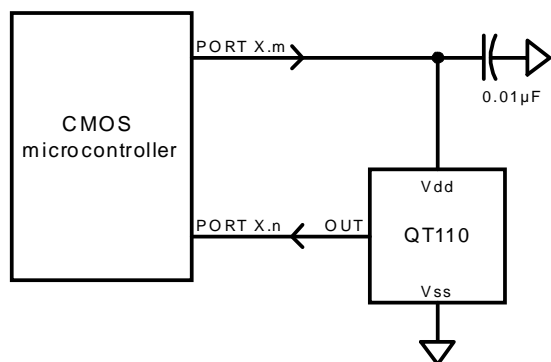 PORT X.m
0.01µF
CMOS
microcontroller
Vdd
PORT X.n
OUT
QT110
Vss